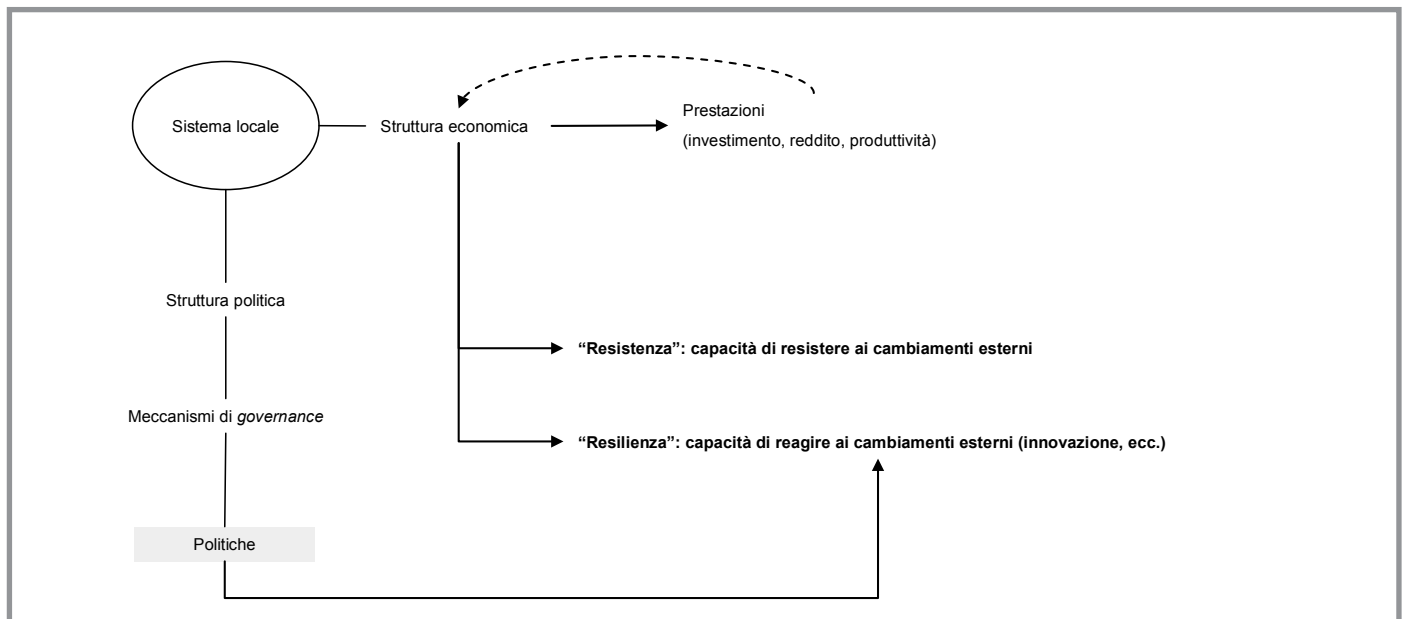 Prestazioni
Sistema locale
Struttura economica
(investimento, reddito, produttività)
Struttura politica
“Resistenza”: capacità di resistere ai cambiamenti esterni
Meccanismi di governance
“Resilienza”: capacità di reagire ai cambiamenti esterni (innovazione, ecc.)
Politiche